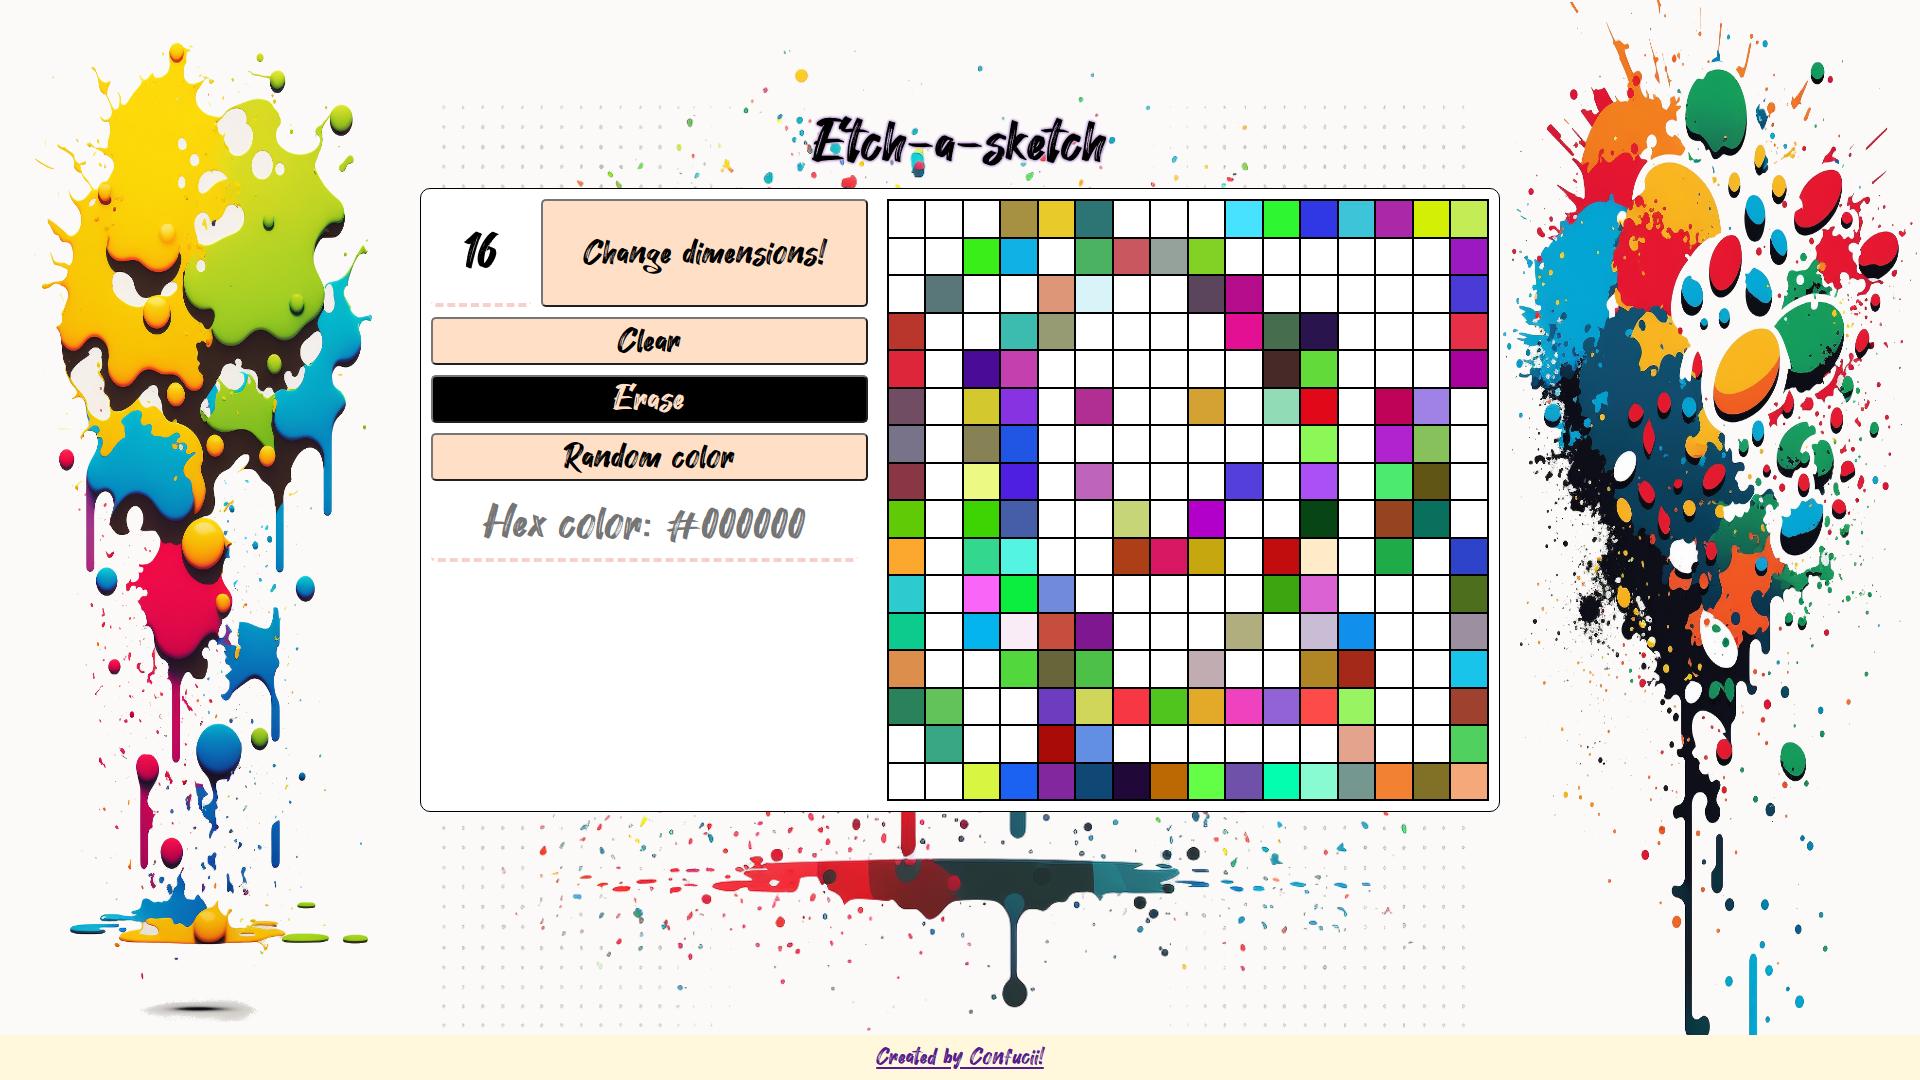 Etch-a-sketch
16
Change dimensions!
Clear
Erase
Random color
Hex color: #000000
Created by Confucii!